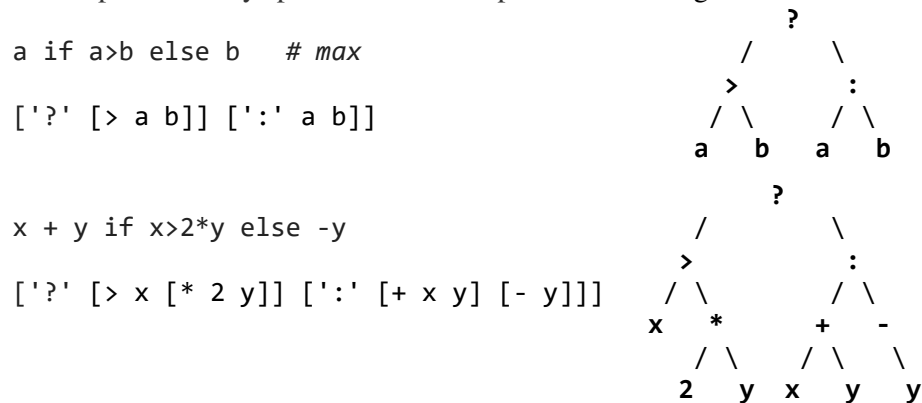 ?
a if a>b else b   # max
/ \
> :
['?' [> a b]] [':' a b]]
/ \ / \
a b a b
?
x + y if x>2*y else -y
/ \
> :
['?' [> x [* 2 y]] [':' [+ x y] [- y]]]
/ \ / \
x * + -
/ \ / \ \
2 y x y y